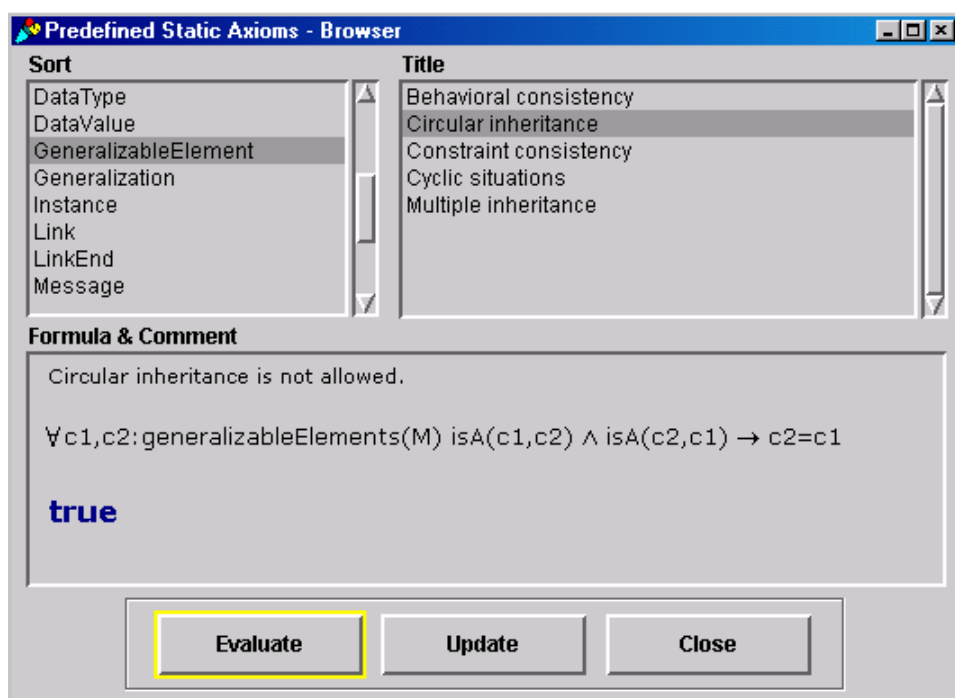 Predefined Static Axioms - Browser
Sort
DataType
DataValue
GeneralizableElement
Generalization
Instance
Link
LinkEnd
Message
Title
Behavioral consistency
Circular inheritance
Constraint consistency
Cyclic situations
Multiple inheritance
Formula & Comment
Circular inheritance is not allowed.
∀c1,c2:generalizableElements(M) isA(c1,c2) ∧ isA(c2,c1) → c2=c1
true
Evaluate Update Close